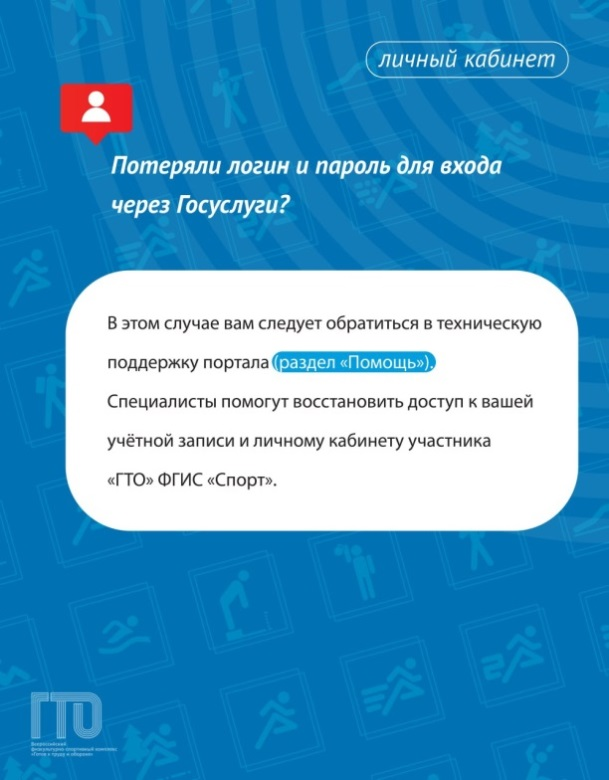 личный кабинет
Потеряли логин и пароль для входа
через Госуслуги?
В этом случае вам следует обратиться в техническую
поддержку портала (раздел «Помощь»).
Специалисты помогут восстановить доступ к вашей
учётной записи и личному кабинету участника
«ГТО» ФГИС «Спорт».
ГТО
Всероссийский
физкультурно-спортивный комплекс
«Готов к труду и обороне»